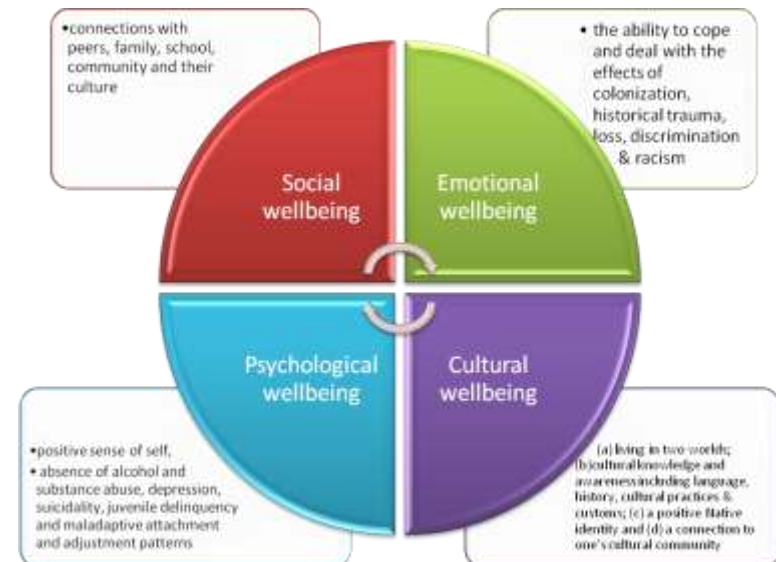 •connections with
peers, family, school,
community and their
culture
• the ability to cope
and deal with the
effects of
colonization,
historical trauma,
loss, discrimination
& racism
Social
wellbeing
Emotional
wellbeing
Psychological
wellbeing
Cultural
wellbeing
•positive sense of self,
• absence of alcohol and
substance abuse, depression,
suicidality, juvenile delinquency
and maladaptive attachment
and adjustment patterns
(a) living in two worlds;
(b)cultural knowledge and
awareness including language,
history, cultural practices &
customs; (c) a positive Native
identity and (d) a connection to
one's cultural community